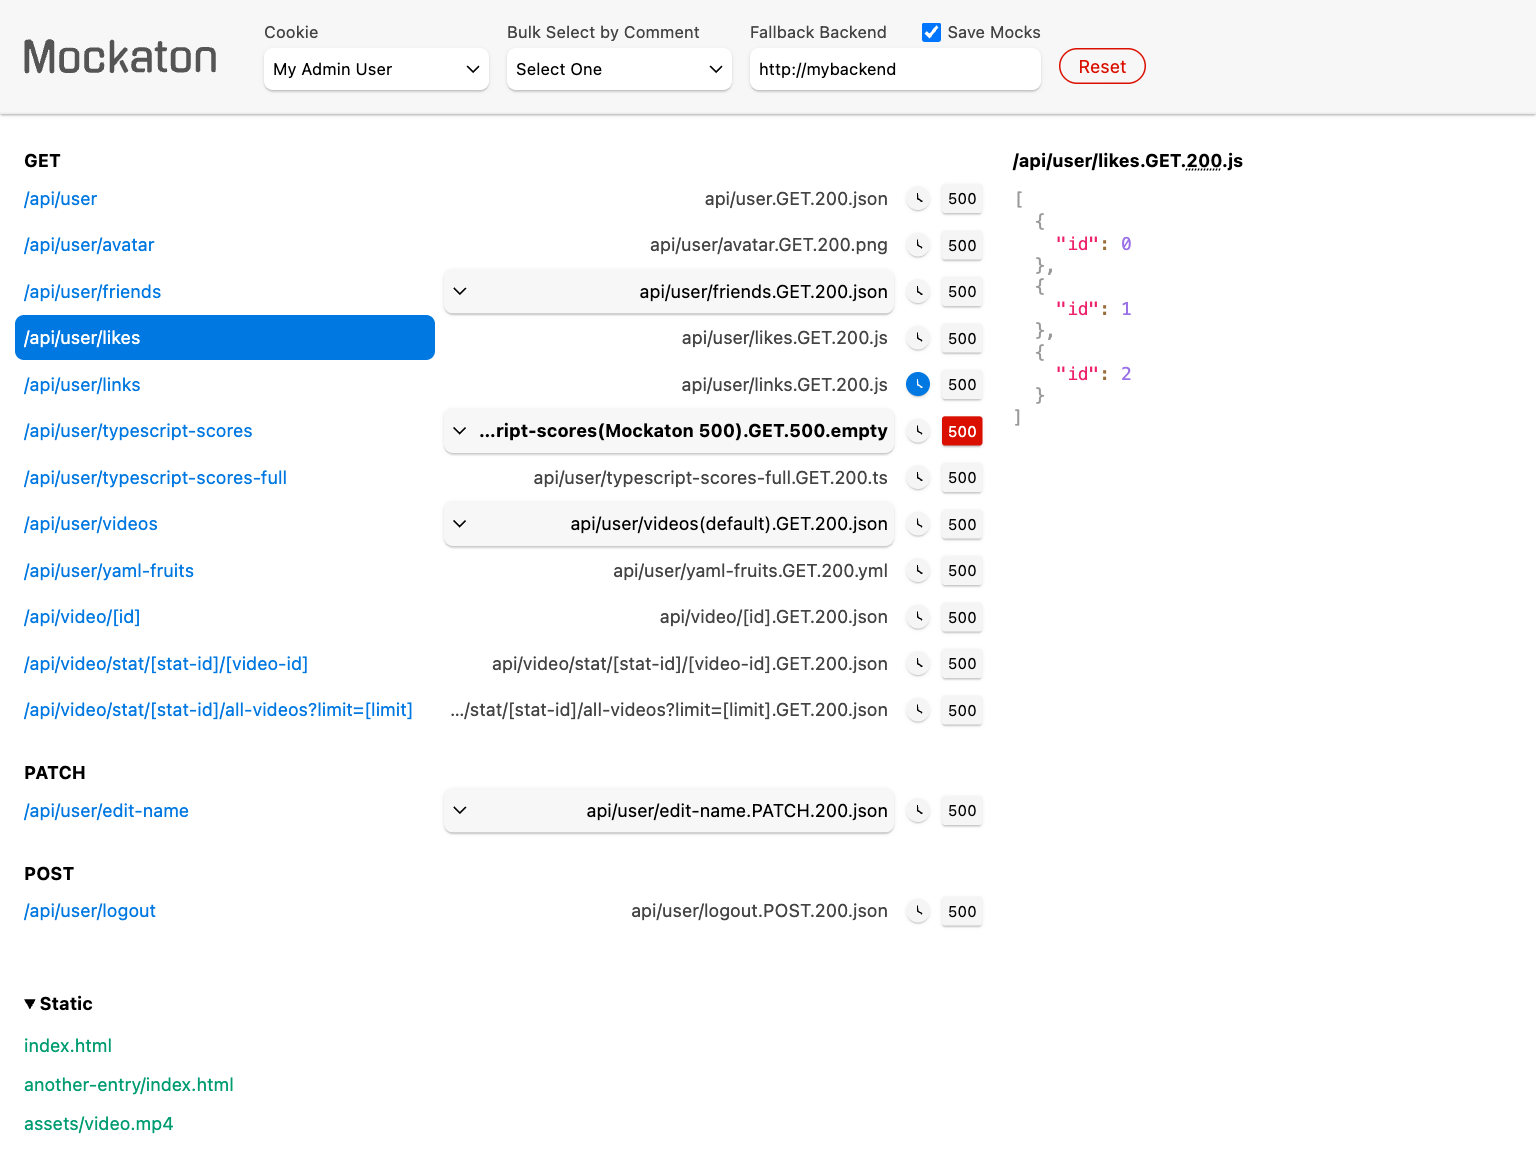 Mockaton
Cookie
My Admin User
Bulk Select by Comment
Select One
Fallback Backend
Save Mocks
http://mybackend
Reset
GET
/api/user api/user.GET.200.json 500
/api/user/avatar api/user/avatar.GET.200.png 500
/api/user/friends api/user/friends.GET.200.json 500
/api/user/likes api/user/likes.GET.200.js 500
/api/user/links api/user/links.GET.200.js 500
/api/user/typescript-scores ...ript-scores(Mockaton 500).GET.500.empty 500
/api/user/typescript-scores-full api/user/typescript-scores-full.GET.200.ts 500
/api/user/videos api/user/videos(default).GET.200.json 500
/api/user/yaml-fruits api/user/yaml-fruits.GET.200.yml 500
/api/video/[id] api/video/[id].GET.200.json 500
/api/video/stat/[stat-id]/[video-id] api/video/stat/[stat-id]/[video-id].GET.200.json 500
/api/video/stat/[stat-id]/all-videos?limit=[limit] .../stat/[stat-id]/all-videos?limit=[limit].GET.200.json 500
PATCH
/api/user/edit-name api/user/edit-name.PATCH.200.json 500
POST
/api/user/logout api/user/logout.POST.200.json 500
▼ Static
index.html
another-entry/index.html
assets/video.mp4
/api/user/likes.GET.200.js
[
  {
    "id": 0
  },
  {
    "id": 1
  },
  {
    "id": 2
  }
]